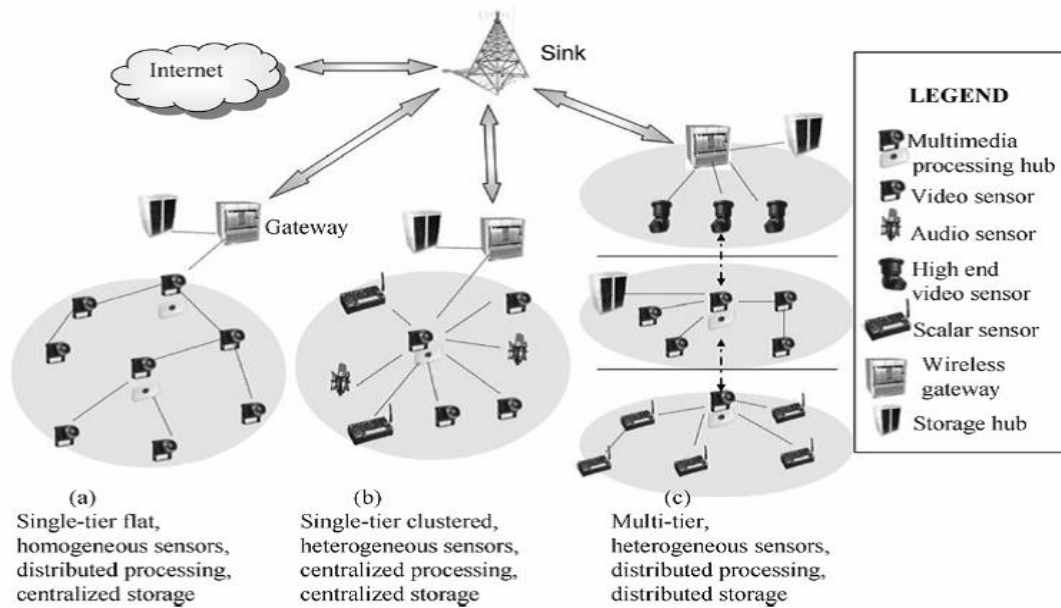 Internet
Sink
Gateway
LEGEND
Multimedia
processing hub
Video sensor
Audio sensor
High end
video sensor
Scalar sensor
Wireless
gateway
Storage hub
(a)
Single-tier flat,
homogeneous sensors,
distributed processing,
centralized storage
(b)
Single-tier clustered,
heterogeneous sensors,
centralized processing,
centralized storage
(c)
Multi-tier,
heterogeneous sensors,
distributed processing,
distributed storage